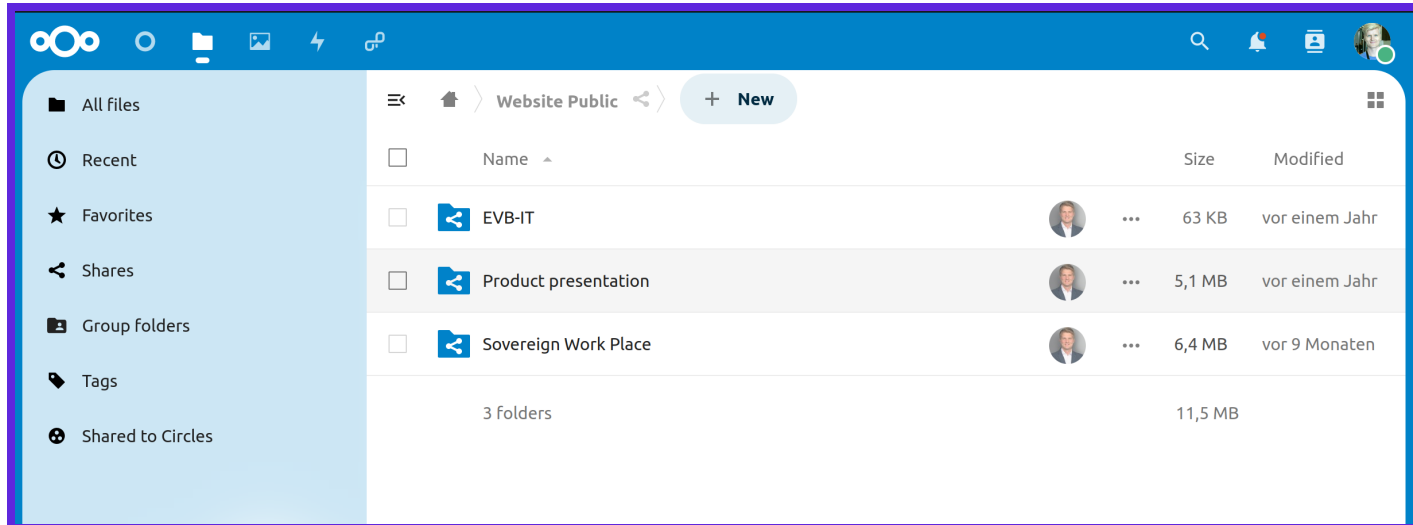 All files
Recent
Favorites
Shares
Group folders
Tags
Shared to Circles
Website Public + New
Name Size Modified
EVB-IT 63 KB vor einem Jahr
Product presentation 5,1 MB vor einem Jahr
Sovereign Work Place 6,4 MB vor 9 Monaten
3 folders 11,5 MB